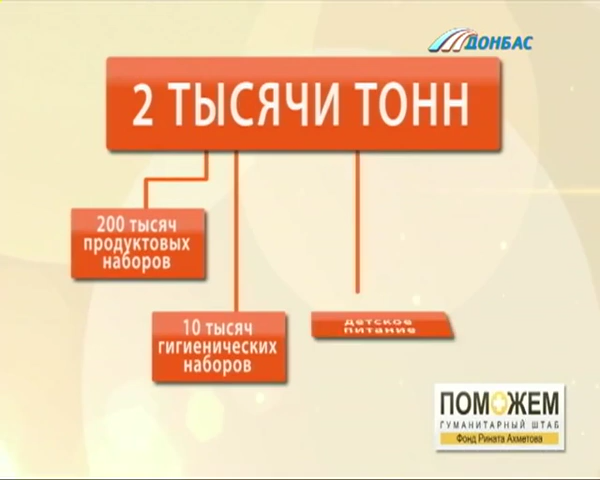 ДОНБАС
2 ТЫСЯЧИ ТОНН
200 тысяч
продуктовых
наборов
10 тысяч
гигиенических
наборов
детское
питание
ПОМОЖЕМ
ГУМАНИТАРНЫЙ ШТАБ
Фонд Рината Ахметова